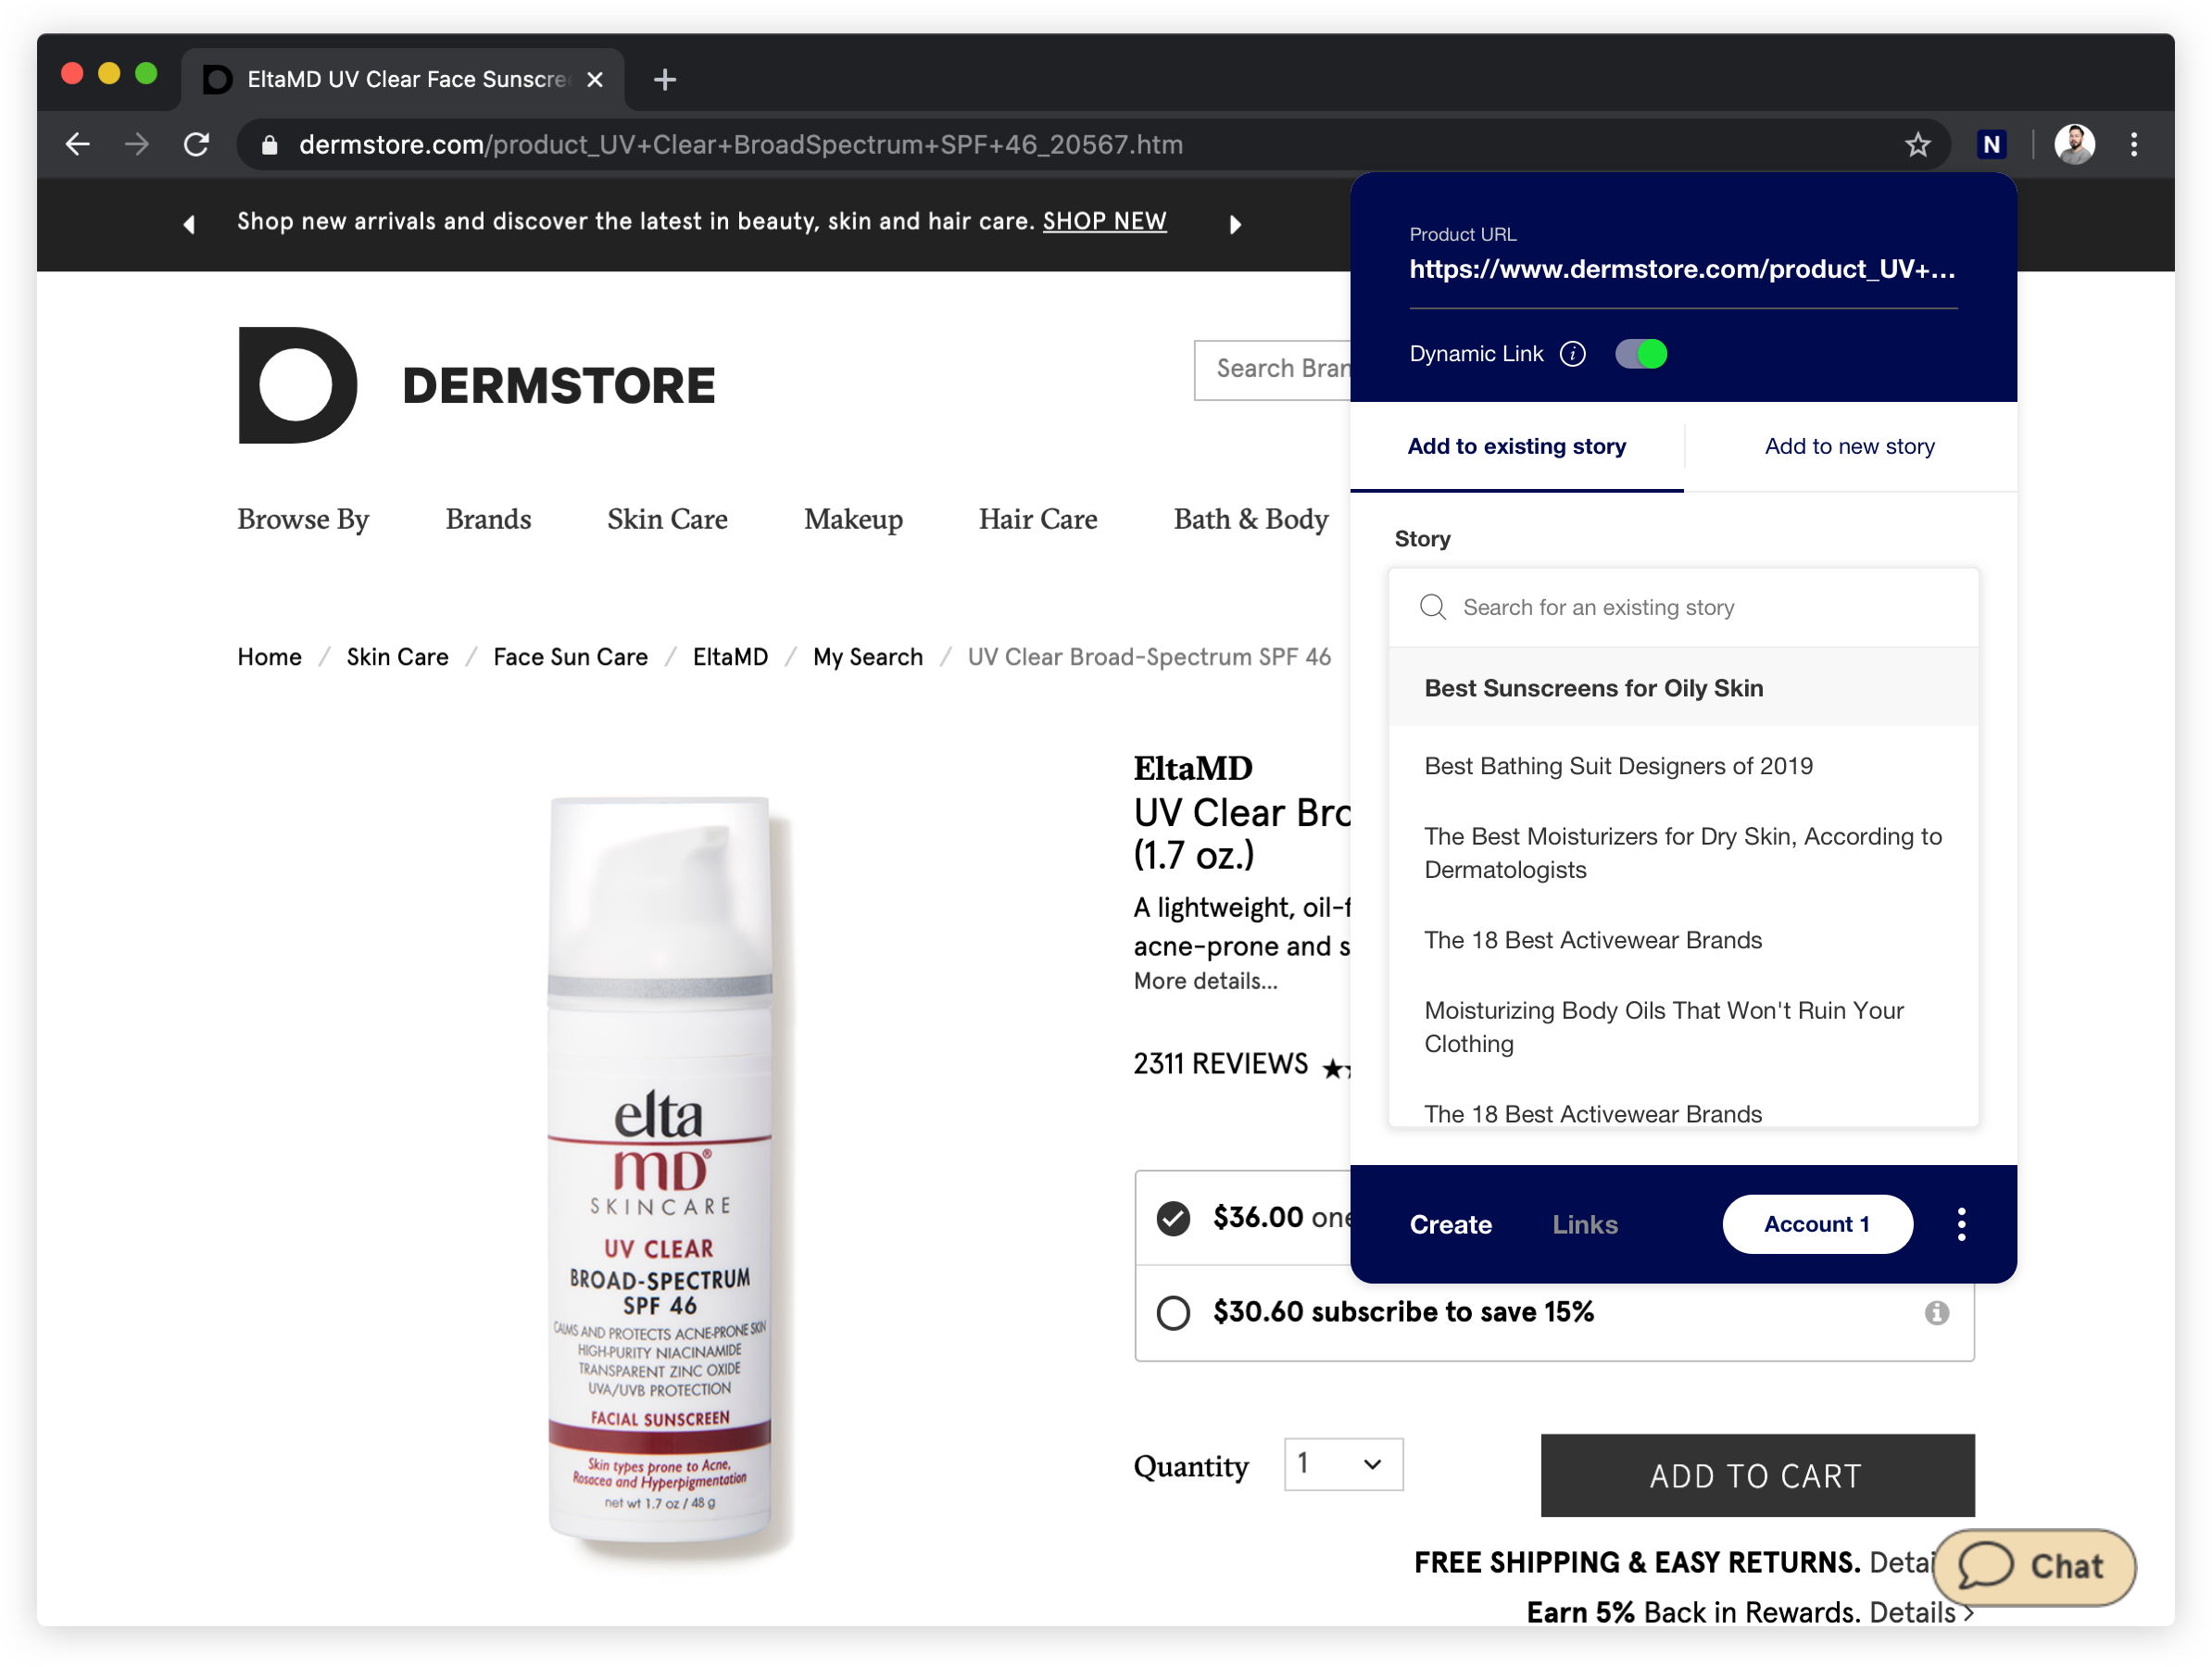 EltaMD UV Clear Face Sunscre
dermstore.com/product_UV+Clear+BroadSpectrum+SPF+46_20567.htm
N
Shop new arrivals and discover the latest in beauty, skin and hair care. SHOP NEW
DERMSTORE
Search Bran
Browse By
Brands
Skin Care
Makeup
Hair Care
Bath & Body
Home / Skin Care / Face Sun Care / EltaMD / My Search / UV Clear Broad-Spectrum SPF 46
elta
MD®
SKINCARE
UV CLEAR
BROAD-SPECTRUM
SPF 46
CALMS AND PROTECTS ACNE-PRONE SKIN
HIGH-PURITY NIACINAMIDE
TRANSPARENT ZINC OXIDE
UVA/UVB PROTECTION
FACIAL SUNSCREEN
Skin types prone to Acne,
Rosacea and Hyperpigmentation
net wt 1.7 oz / 48 g
EltaMD
UV Clear Bro
(1.7 oz.)
A lightweight, oil-f
acne-prone and s
More details...
2311 REVIEWS
$36.00 one
$30.60 subscribe to save 15%
Quantity
1
ADD TO CART
FREE SHIPPING & EASY RETURNS. Detai
Earn 5% Back in Rewards. Details >
Chat
Product URL
https://www.dermstore.com/product_UV+...
Dynamic Link
Add to existing story
Add to new story
Story
Search for an existing story
Best Sunscreens for Oily Skin
Best Bathing Suit Designers of 2019
The Best Moisturizers for Dry Skin, According to
Dermatologists
The 18 Best Activewear Brands
Moisturizing Body Oils That Won't Ruin Your
Clothing
The 18 Best Activewear Brands
Create
Links
Account 1